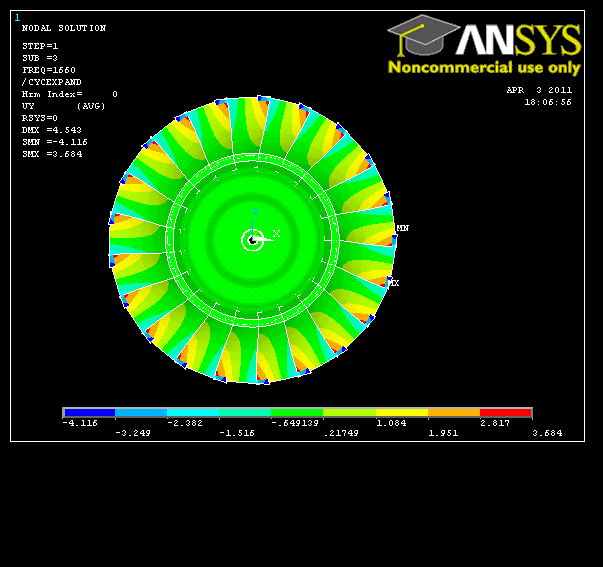 1
NODAL SOLUTION
STEP=1
SUB =3
FREQ=1660
/CYCEXPAND
Hrm Index= 0
UY (AVG)
RSYS=0
DMX =4.543
SMN =-4.116
SMX =3.684
ANSYS
Noncommercial use only
APR 3 2011
18:06:56
Z
X
MN
MX
-4.116 -2.382 -.649139 1.084 2.817
-3.249 -1.516 .21749 1.951 3.684